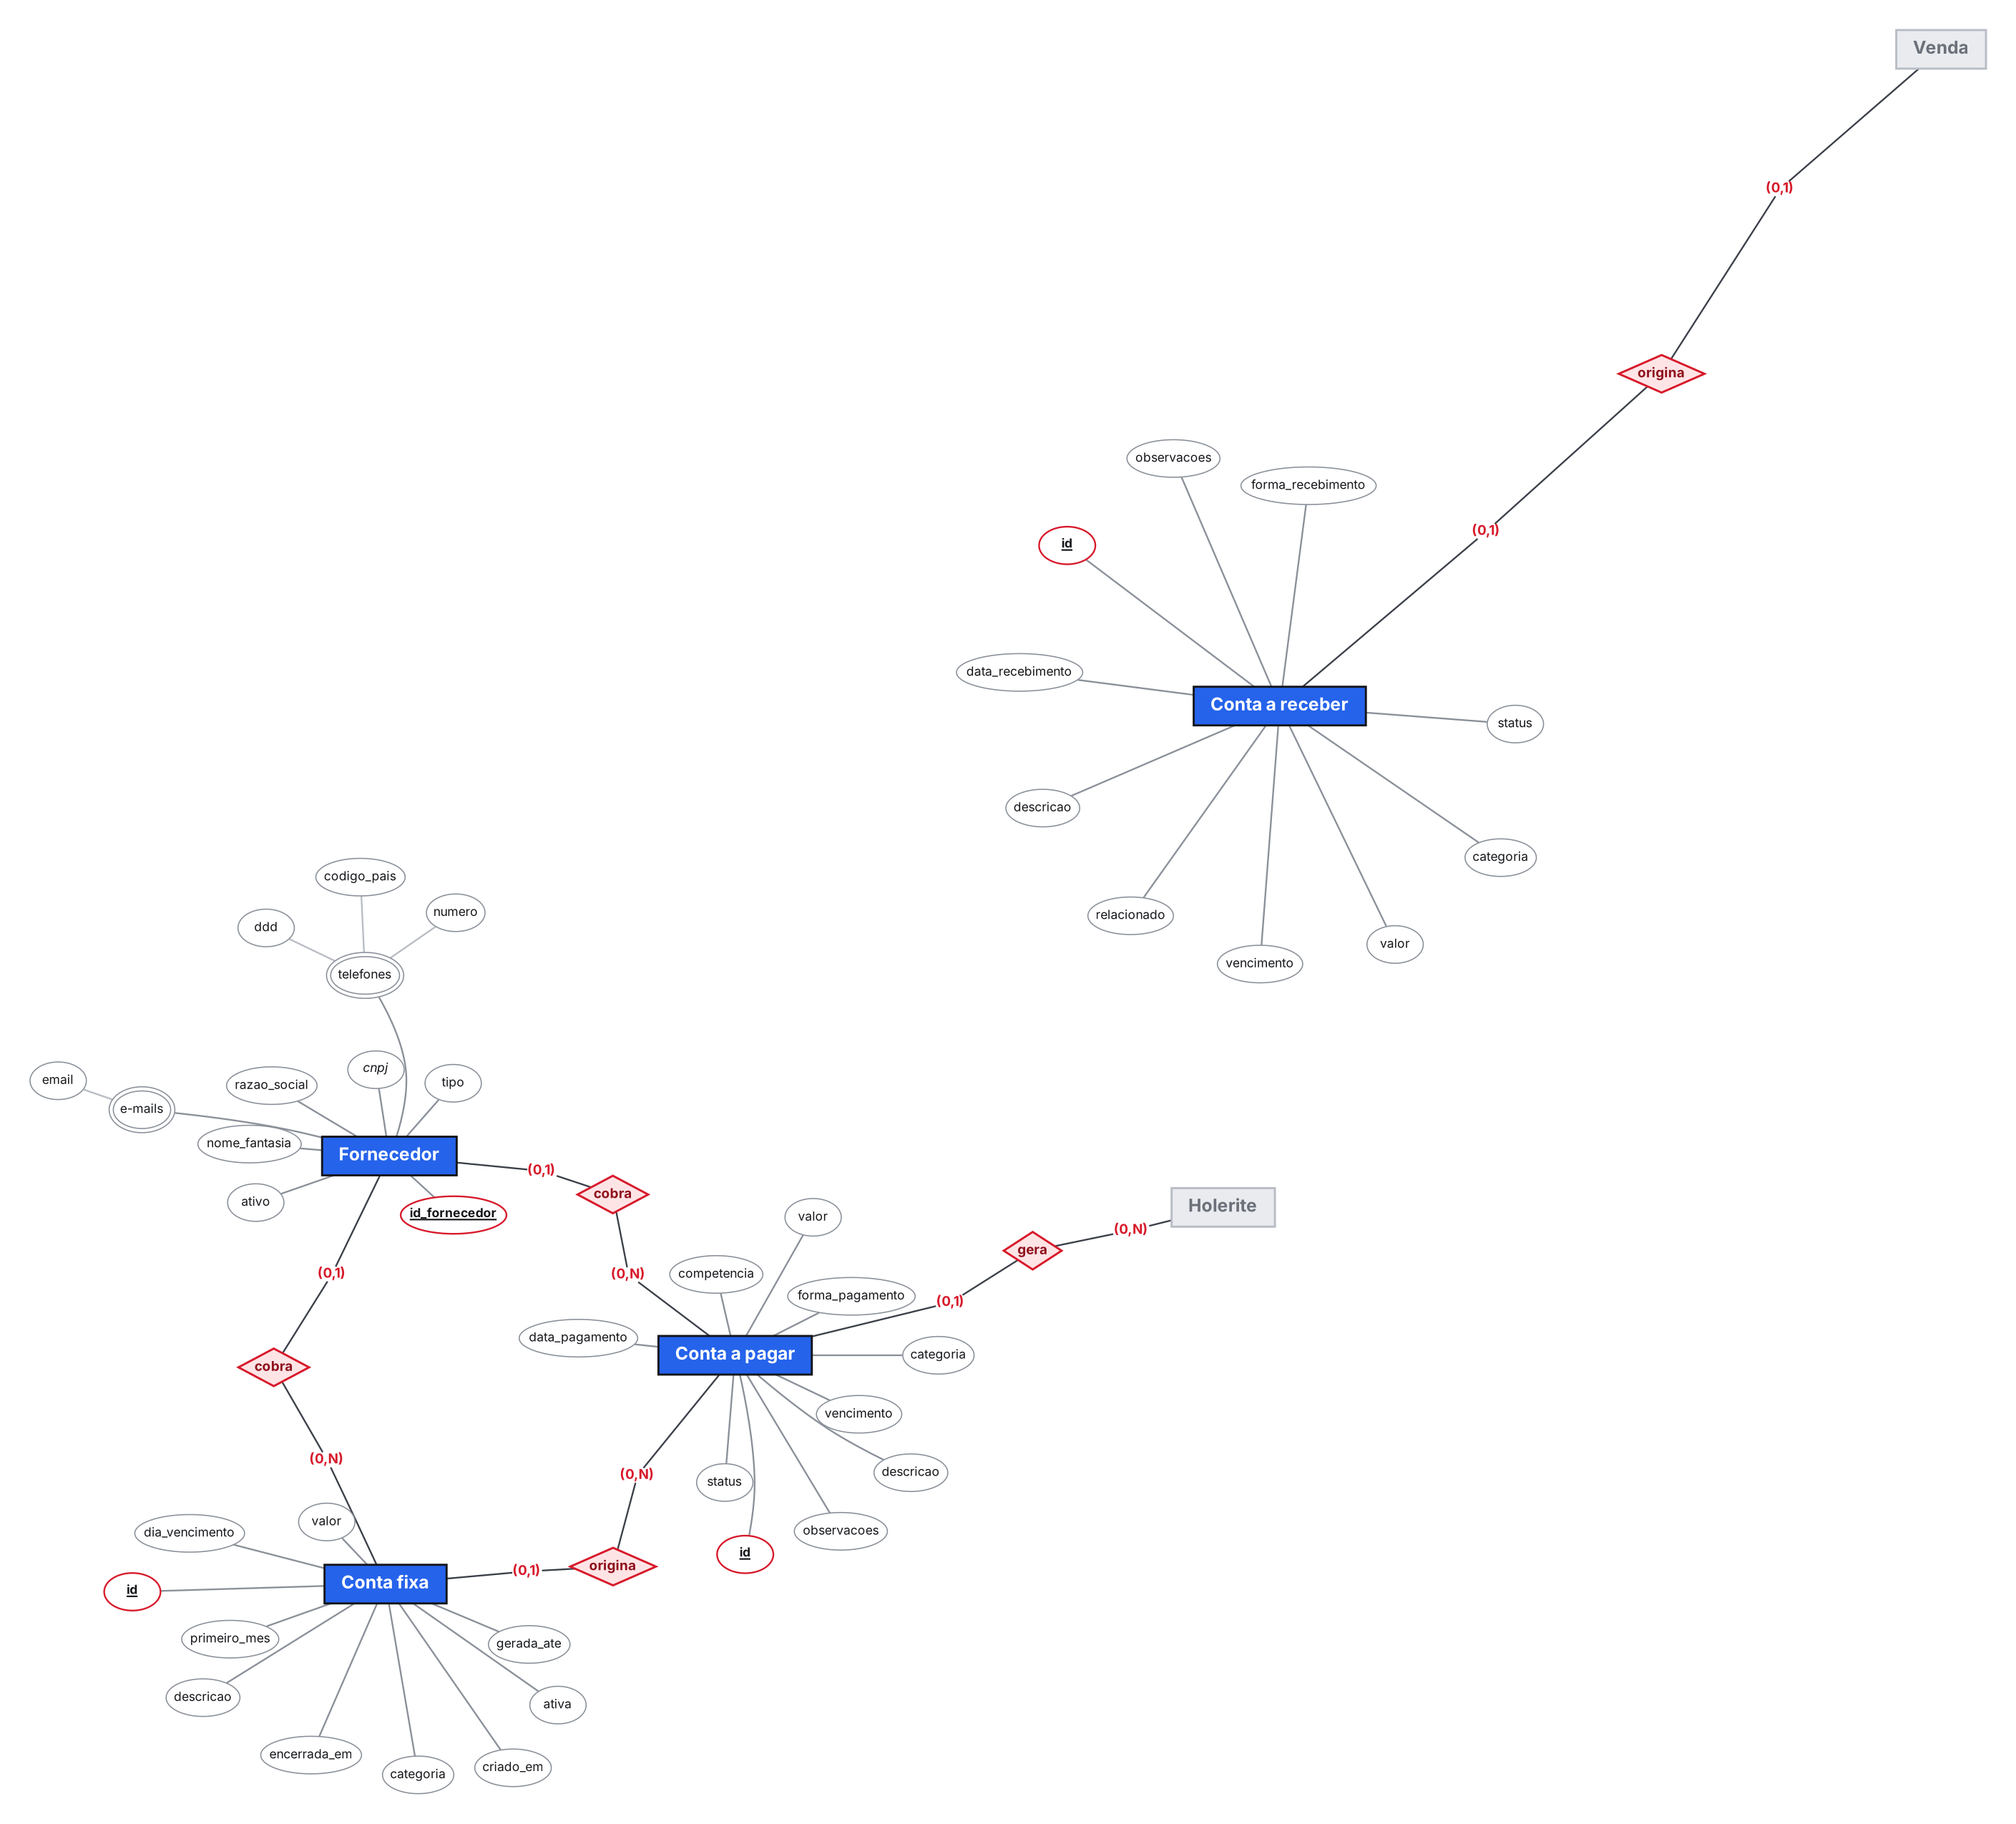 Venda
(0,1)
origina
(0,1)
observacoes
forma_recebimento
id
data_recebimento
Conta a receber
status
descricao
categoria
relacionado
valor
vencimento
codigo_pais
ddd
numero
telefones
email
e-mails
razao_social
cnpj
tipo
nome_fantasia
Fornecedor
ativo
id_fornecedor
(0,1)
cobra
(0,1)
cobra
(0,N)
(0,N)
valor
competencia
forma_pagamento
data_pagamento
Conta a pagar
categoria
Holerite
(0,N)
gera
(0,1)
vencimento
descricao
status
observacoes
id
(0,N)
origina
(0,1)
valor
dia_vencimento
Conta fixa
id
primeiro_mes
gerada_ate
descricao
ativa
encerrada_em
categoria
criado_em